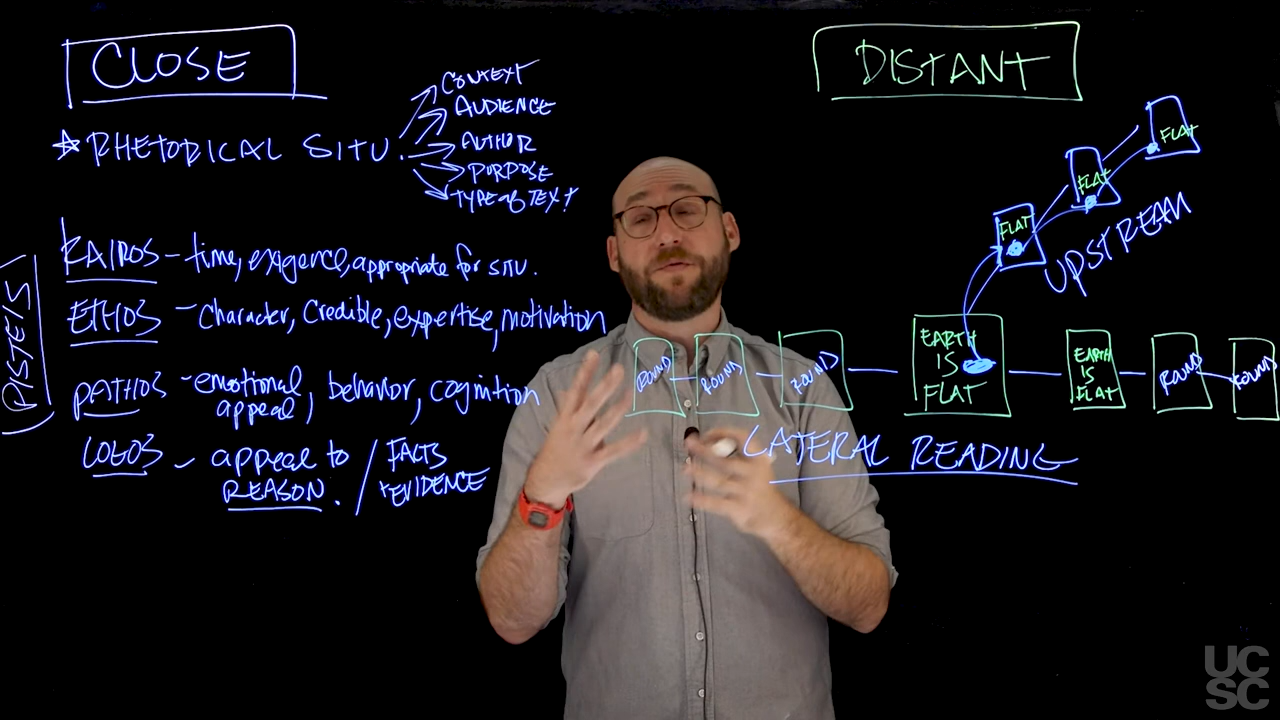 CLOSE
RHETORICAL SITU.
CONTEXT
AUDIENCE
AUTHOR
PURPOSE
TYPE of TEXT
PISTEIS
KAIROS - time, exigence, appropriate for situ.
ETHOS - Character, Credible, expertise, motivation
PATHOS - emotional appeal, behavior, cognition
LOGOS - appeal to REASON. / FACTS + EVIDENCE
DISTANT
FLAT
FLAT
FLAT
UPSTREAM
ROUND
ROUND
ROUND
EARTH
IS
FLAT
EARTH
IS
FLAT
ROUND
ROUND
LATERAL READING
UC
SC